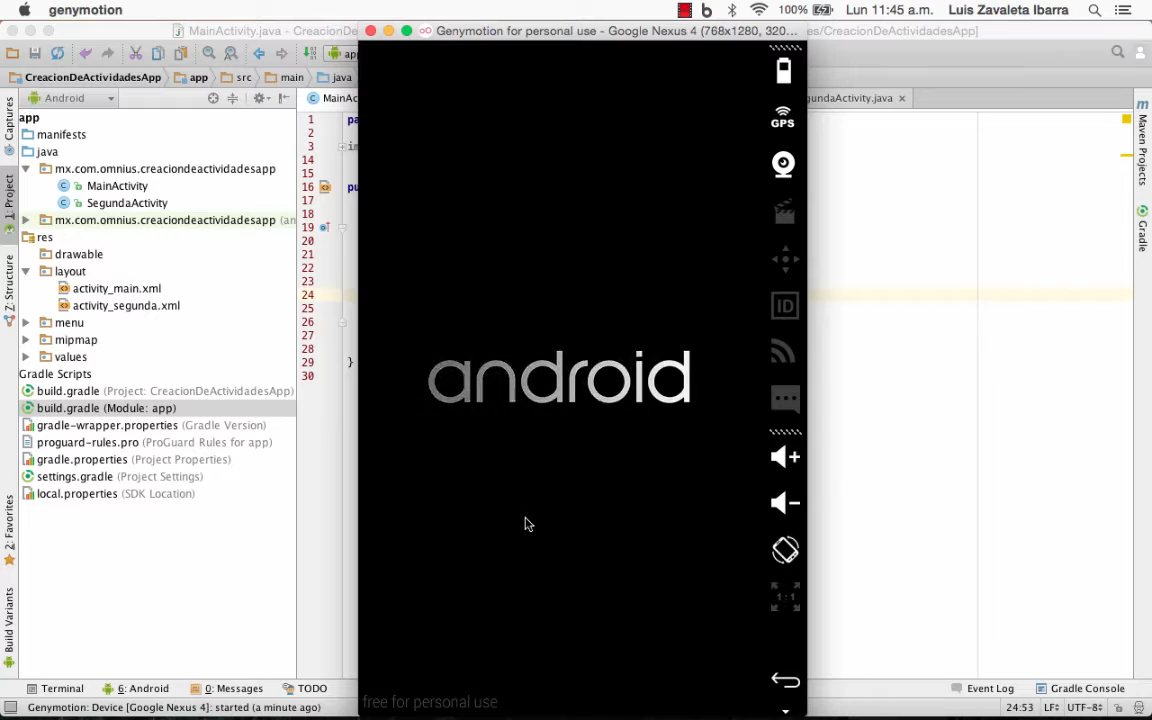 genymotion
100%
Lun 11:45 a.m.
Luis Zavaleta Ibarra
MainActivity.java - CreacionDe
Genymotion for personal use - Google Nexus 4 (768x1280, 320...
es/CreacionDeActividadesApp]
CreacionDeActividadesApp
app
src
main
java
Android
MainAc
gundaActivity.java
app
manifests
java
mx.com.omnius.creaciondeactividadesapp
MainActivity
SegundaActivity
mx.com.omnius.creaciondeactividadesapp (an
res
drawable
layout
activity_main.xml
activity_segunda.xml
menu
mipmap
values
Gradle Scripts
build.gradle (Project: CreacionDeActividadesApp)
build.gradle (Module: app)
gradle-wrapper.properties (Gradle Version)
proguard-rules.pro (ProGuard Rules for app)
gradle.properties (Project Properties)
settings.gradle (Project Settings)
local.properties (SDK Location)
Captures
1: Project
Z: Structure
2: Favorites
Build Variants
1
2
3
14
15
16
17
18
19
20
21
22
23
24
25
26
27
28
29
30
pa
im
pu
}
android
free for personal use
GPS
ID
1:1
Maven Projects
Gradle
Terminal
6: Android
0: Messages
TODO
Event Log
Gradle Console
Genymotion: Device [Google Nexus 4]: started (a minute ago)
24:53
LF
UTF-8